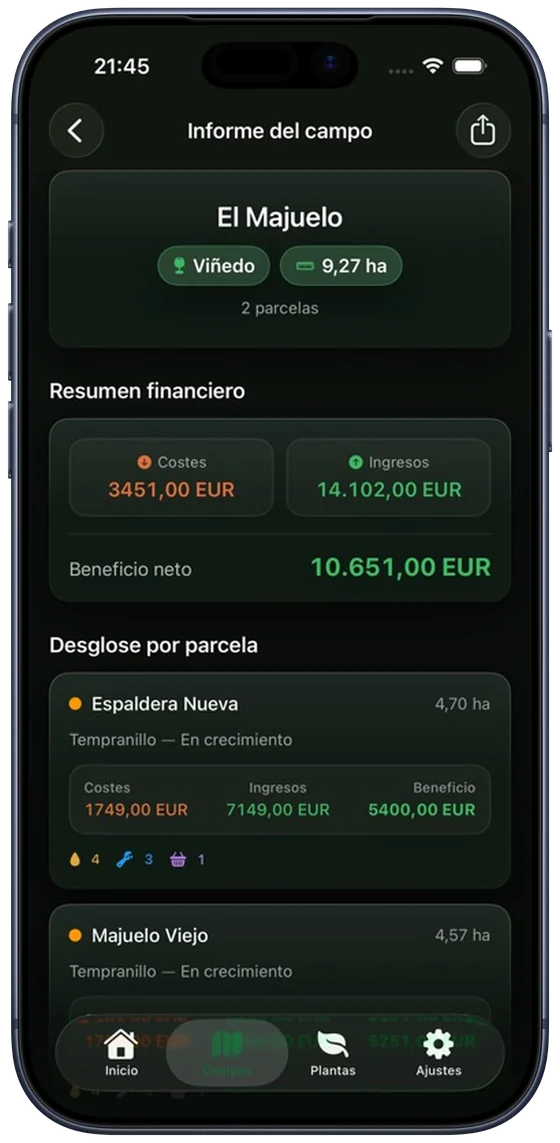 21:45
Informe del campo
El Majuelo
Viñedo 9,27 ha
2 parcelas
Resumen financiero
Costes Ingresos
3451,00 EUR 14.102,00 EUR
Beneficio neto 10.651,00 EUR
Desglose por parcela
Espaldera Nueva 4,70 ha
Tempranillo — En crecimiento
Costes Ingresos Beneficio
1749,00 EUR 7149,00 EUR 5400,00 EUR
4 3 1
Majuelo Viejo 4,57 ha
Tempranillo — En crecimiento
Inicio Campos Plantas Ajustes